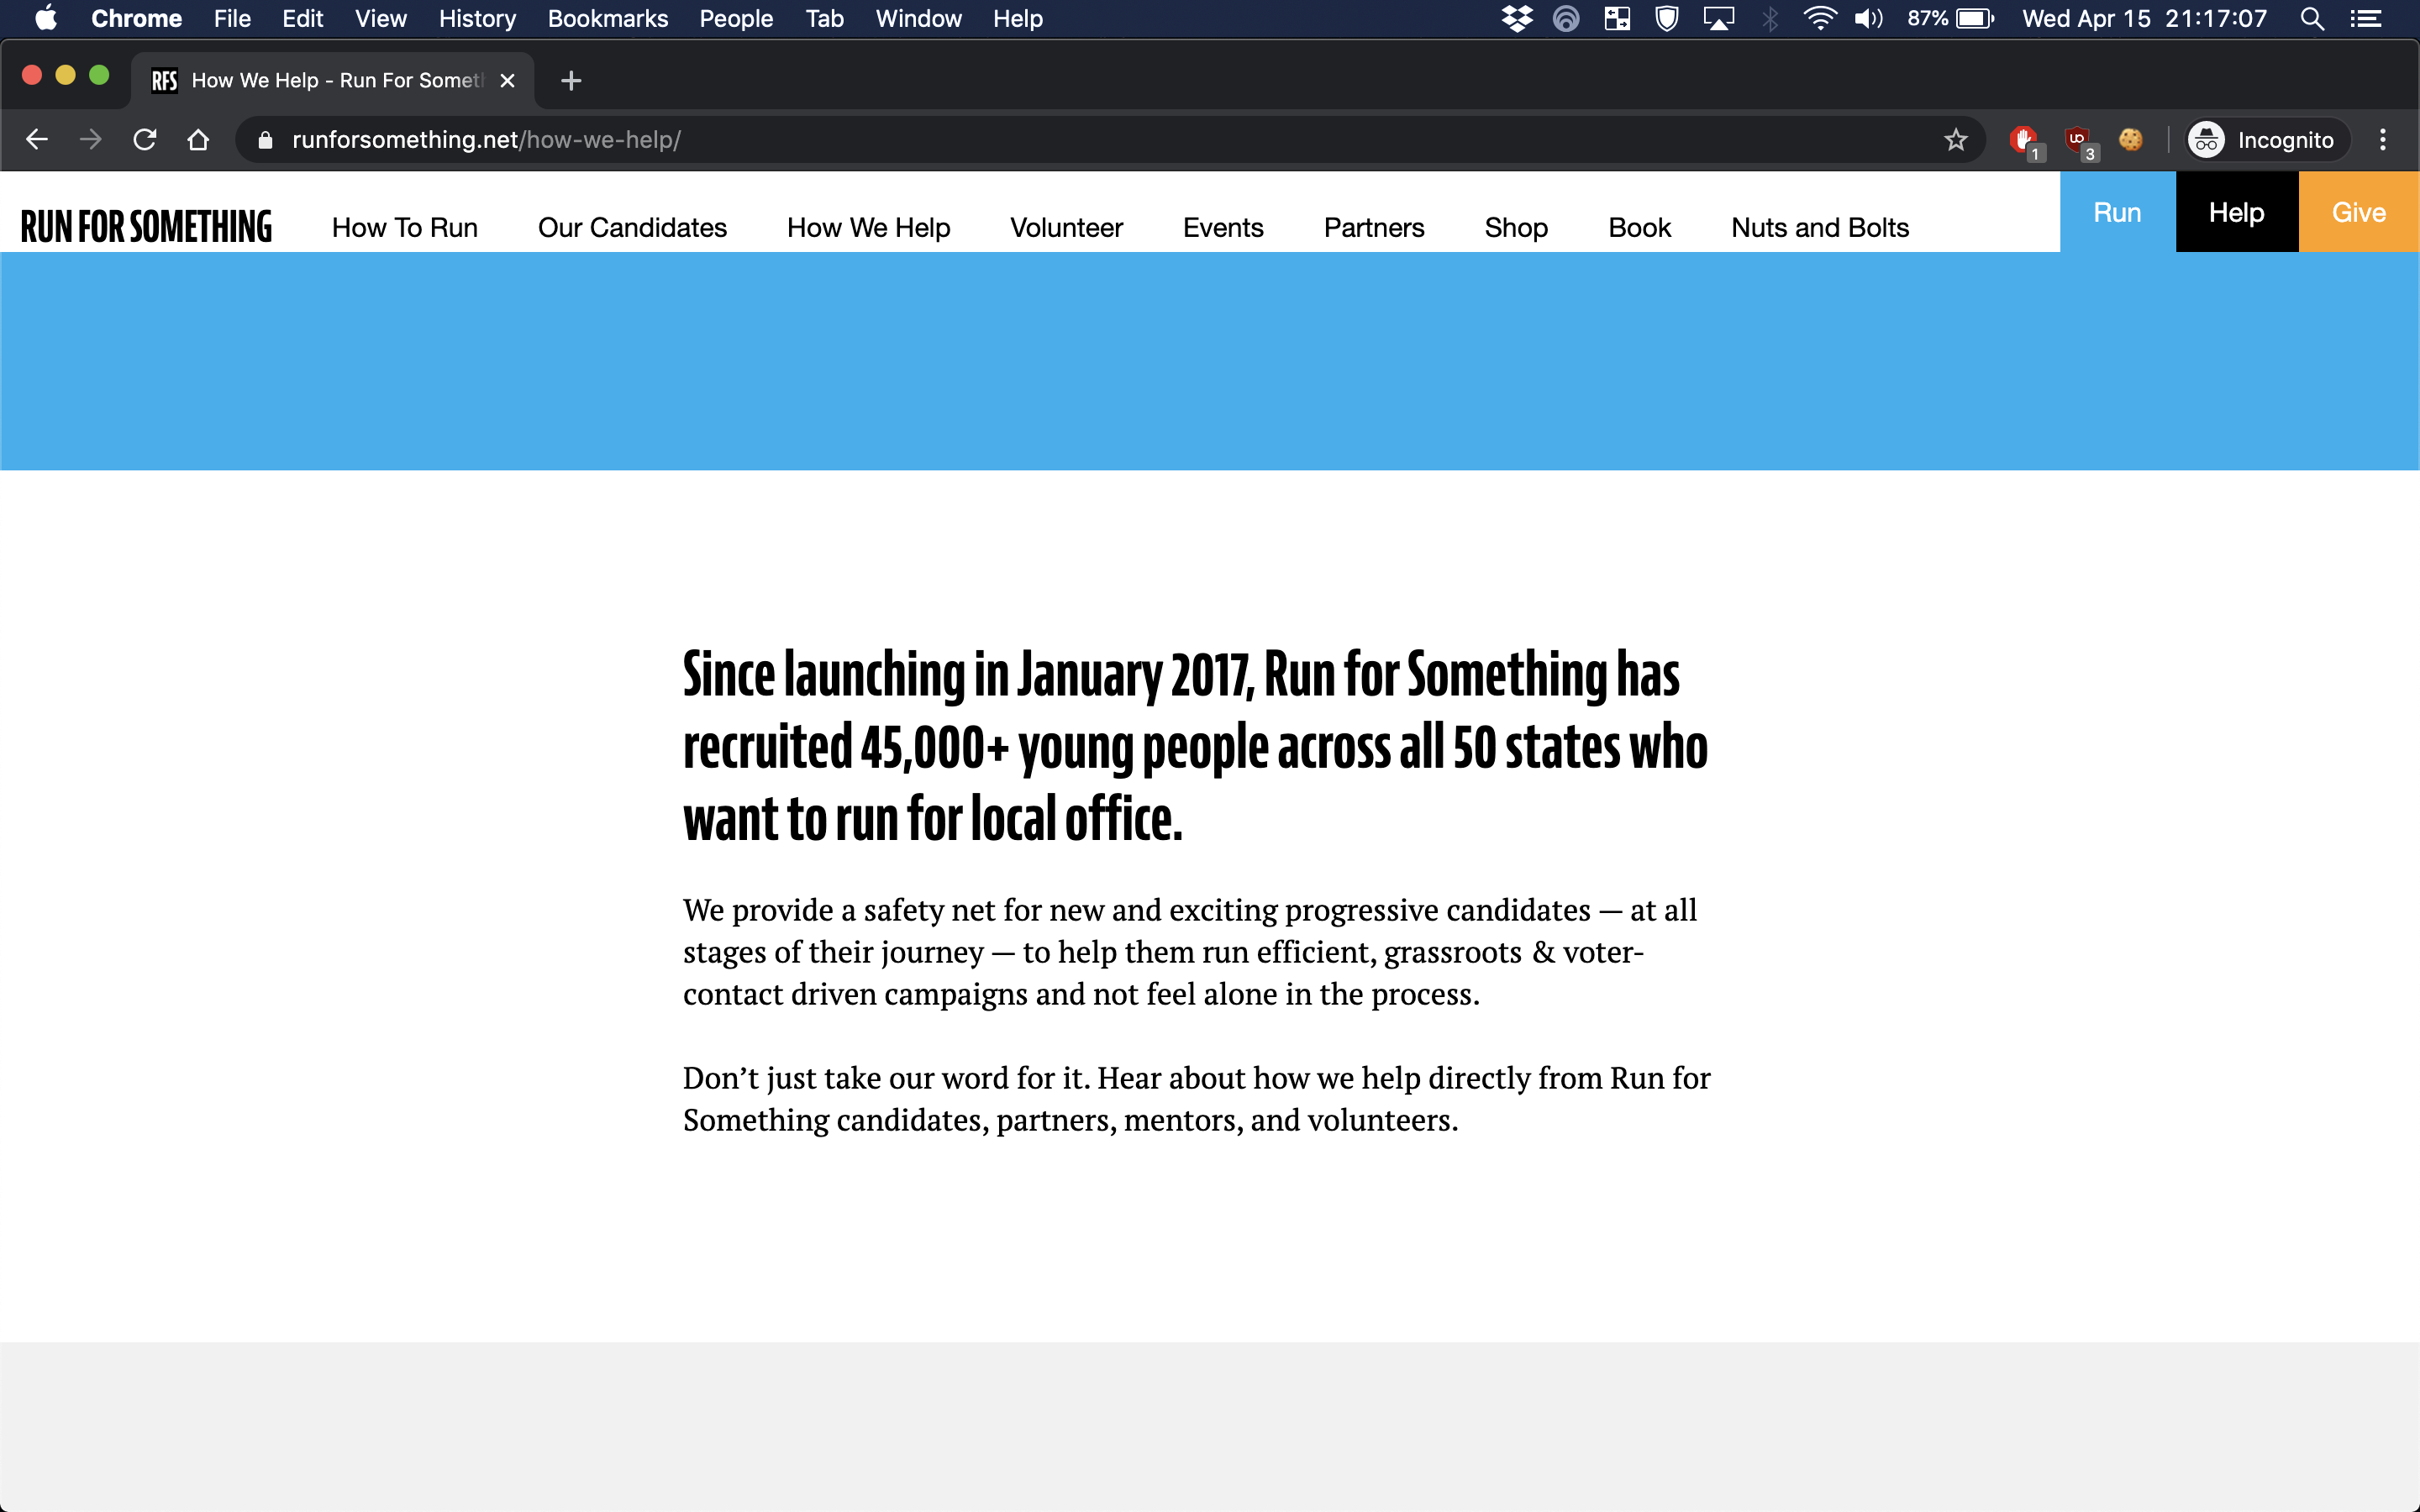 Chrome File Edit View History Bookmarks People Tab Window Help 87% Wed Apr 15 21:17:07
RFS How We Help - Run For Somet
1 uo 3 Incognito
runforsomething.net/how-we-help/
RUN FOR SOMETHING How To Run Our Candidates How We Help Volunteer Events Partners Shop Book Nuts and Bolts Run Help Give
Since launching in January 2017, Run for Something has
recruited 45,000+ young people across all 50 states who
want to run for local office.
We provide a safety net for new and exciting progressive candidates — at all
stages of their journey — to help them run efficient, grassroots & voter-
contact driven campaigns and not feel alone in the process.
Don’t just take our word for it. Hear about how we help directly from Run for
Something candidates, partners, mentors, and volunteers.